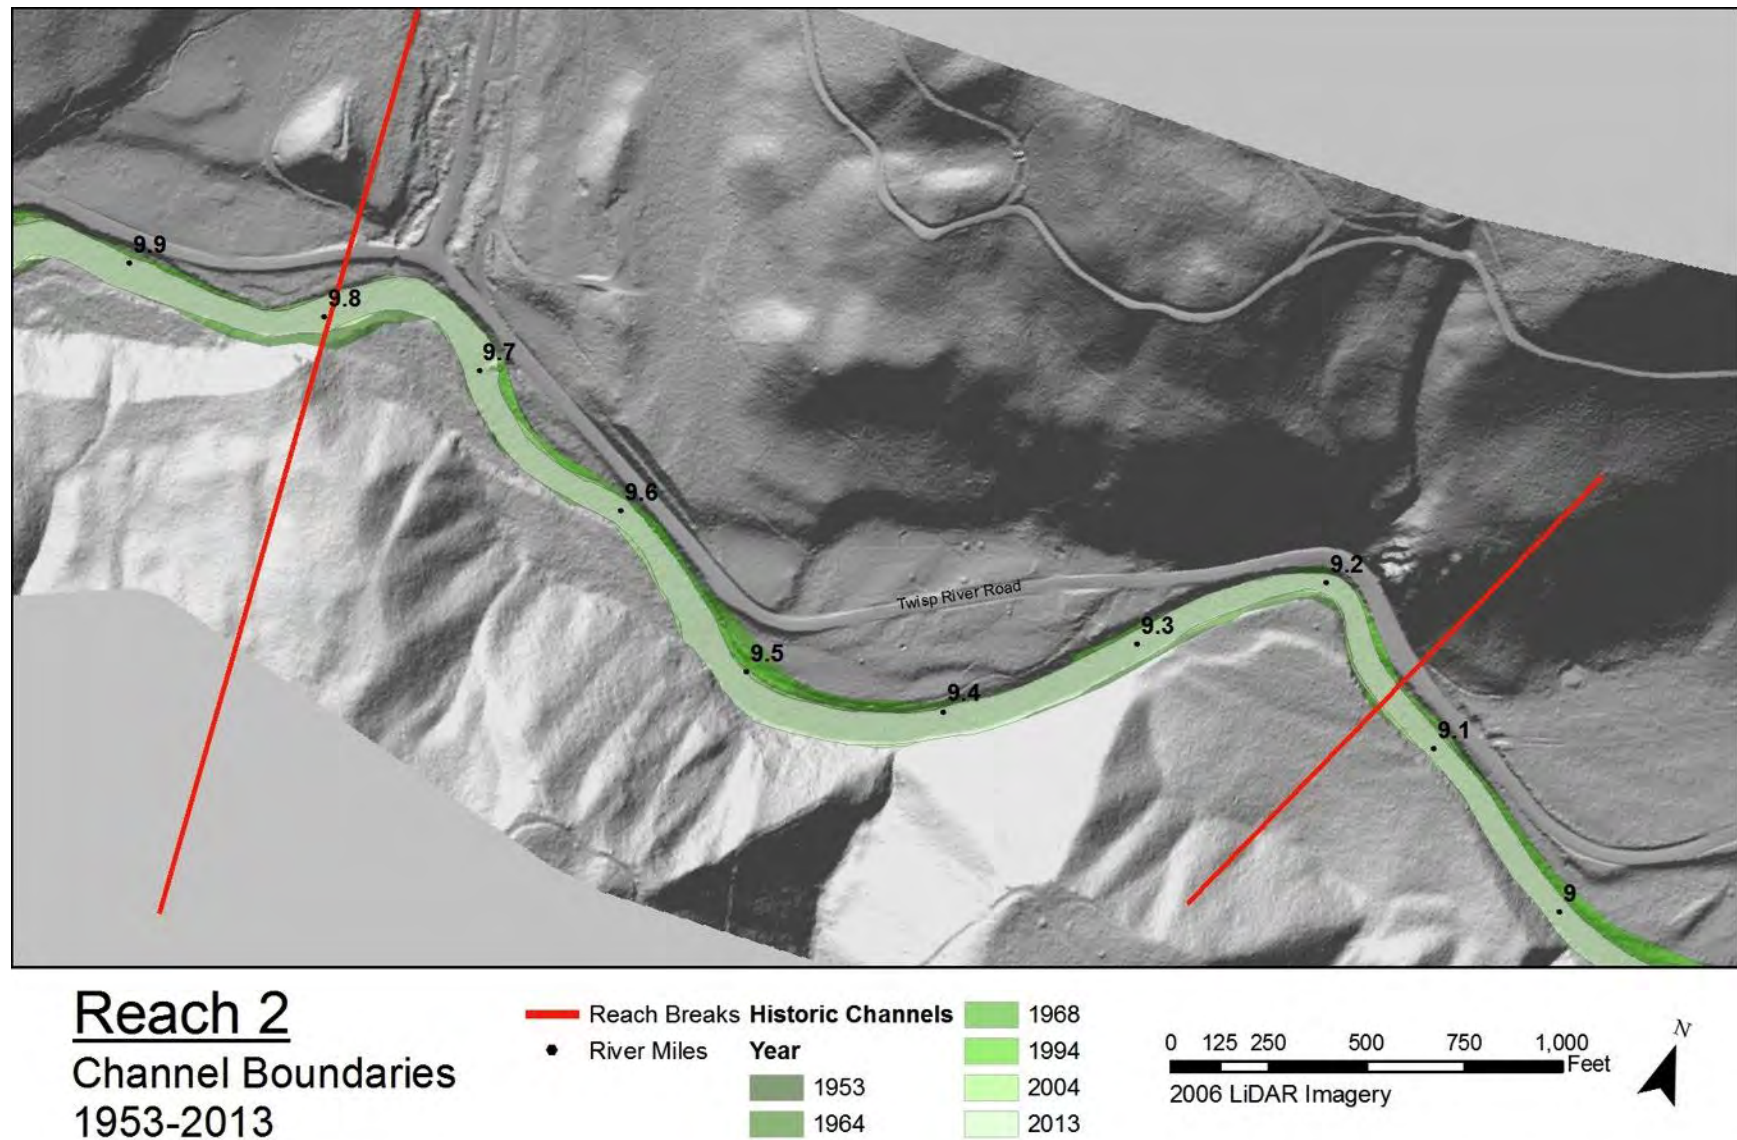 9.9
9.8
9.7
9.6
9.5
9.4
9.3
9.2
9.1
9
Twisp River Road
Reach 2
Channel Boundaries
1953-2013
Reach Breaks
River Miles
Historic Channels
Year
1953
1964
1968
1994
2004
2013
0 125 250 500 750 1,000
Feet
2006 LiDAR Imagery
N